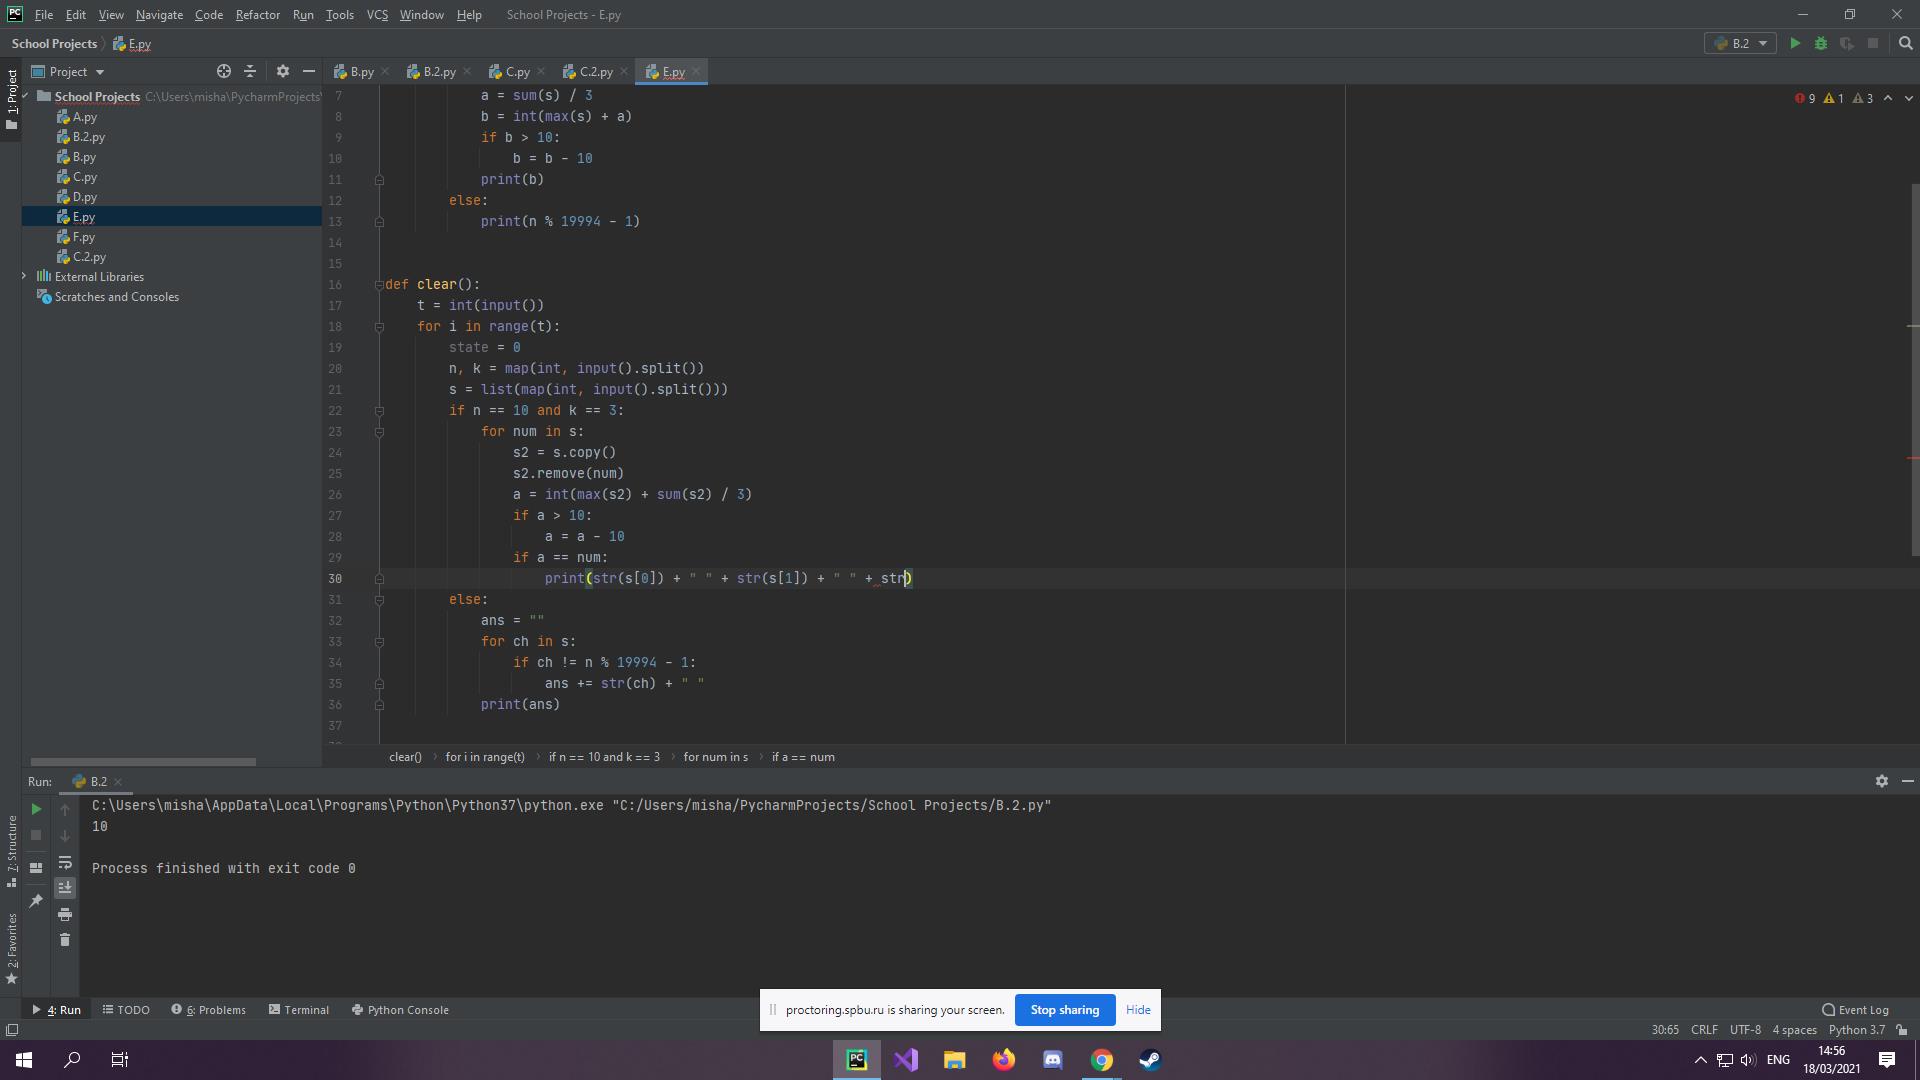 PC File Edit View Navigate Code Refactor Run Tools VCS Window Help School Projects - E.py
School Projects E.py B.2
1: Project
Project B.py B.2.py C.py C.2.py E.py
School Projects C:\Users\misha\PycharmProjects\
A.py
B.2.py
B.py
C.py
D.py
E.py
F.py
C.2.py
External Libraries
Scratches and Consoles
9 1 3
7 a = sum(s) / 3
8 b = int(max(s) + a)
9 if b > 10:
10 b = b - 10
11 print(b)
12 else:
13 print(n % 19994 - 1)
14
15
16 def clear():
17 t = int(input())
18 for i in range(t):
19 state = 0
20 n, k = map(int, input().split())
21 s = list(map(int, input().split()))
22 if n == 10 and k == 3:
23 for num in s:
24 s2 = s.copy()
25 s2.remove(num)
26 a = int(max(s2) + sum(s2) / 3)
27 if a > 10:
28 a = a - 10
29 if a == num:
30 print(str(s[0]) + " " + str(s[1]) + " " + str)
31 else:
32 ans = ""
33 for ch in s:
34 if ch != n % 19994 - 1:
35 ans += str(ch) + " "
36 print(ans)
37
clear() for i in range(t) if n == 10 and k == 3 for num in s if a == num
Run: B.2
C:\Users\misha\AppData\Local\Programs\Python\Python37\python.exe "C:/Users/misha/PycharmProjects/School Projects/B.2.py"
10
Process finished with exit code 0
7: Structure
2: Favorites
4: Run TODO 6: Problems Terminal Python Console Event Log
proctoring.spbu.ru is sharing your screen. Stop sharing Hide
30:65 CRLF UTF-8 4 spaces Python 3.7
PC ENG 14:56
18/03/2021